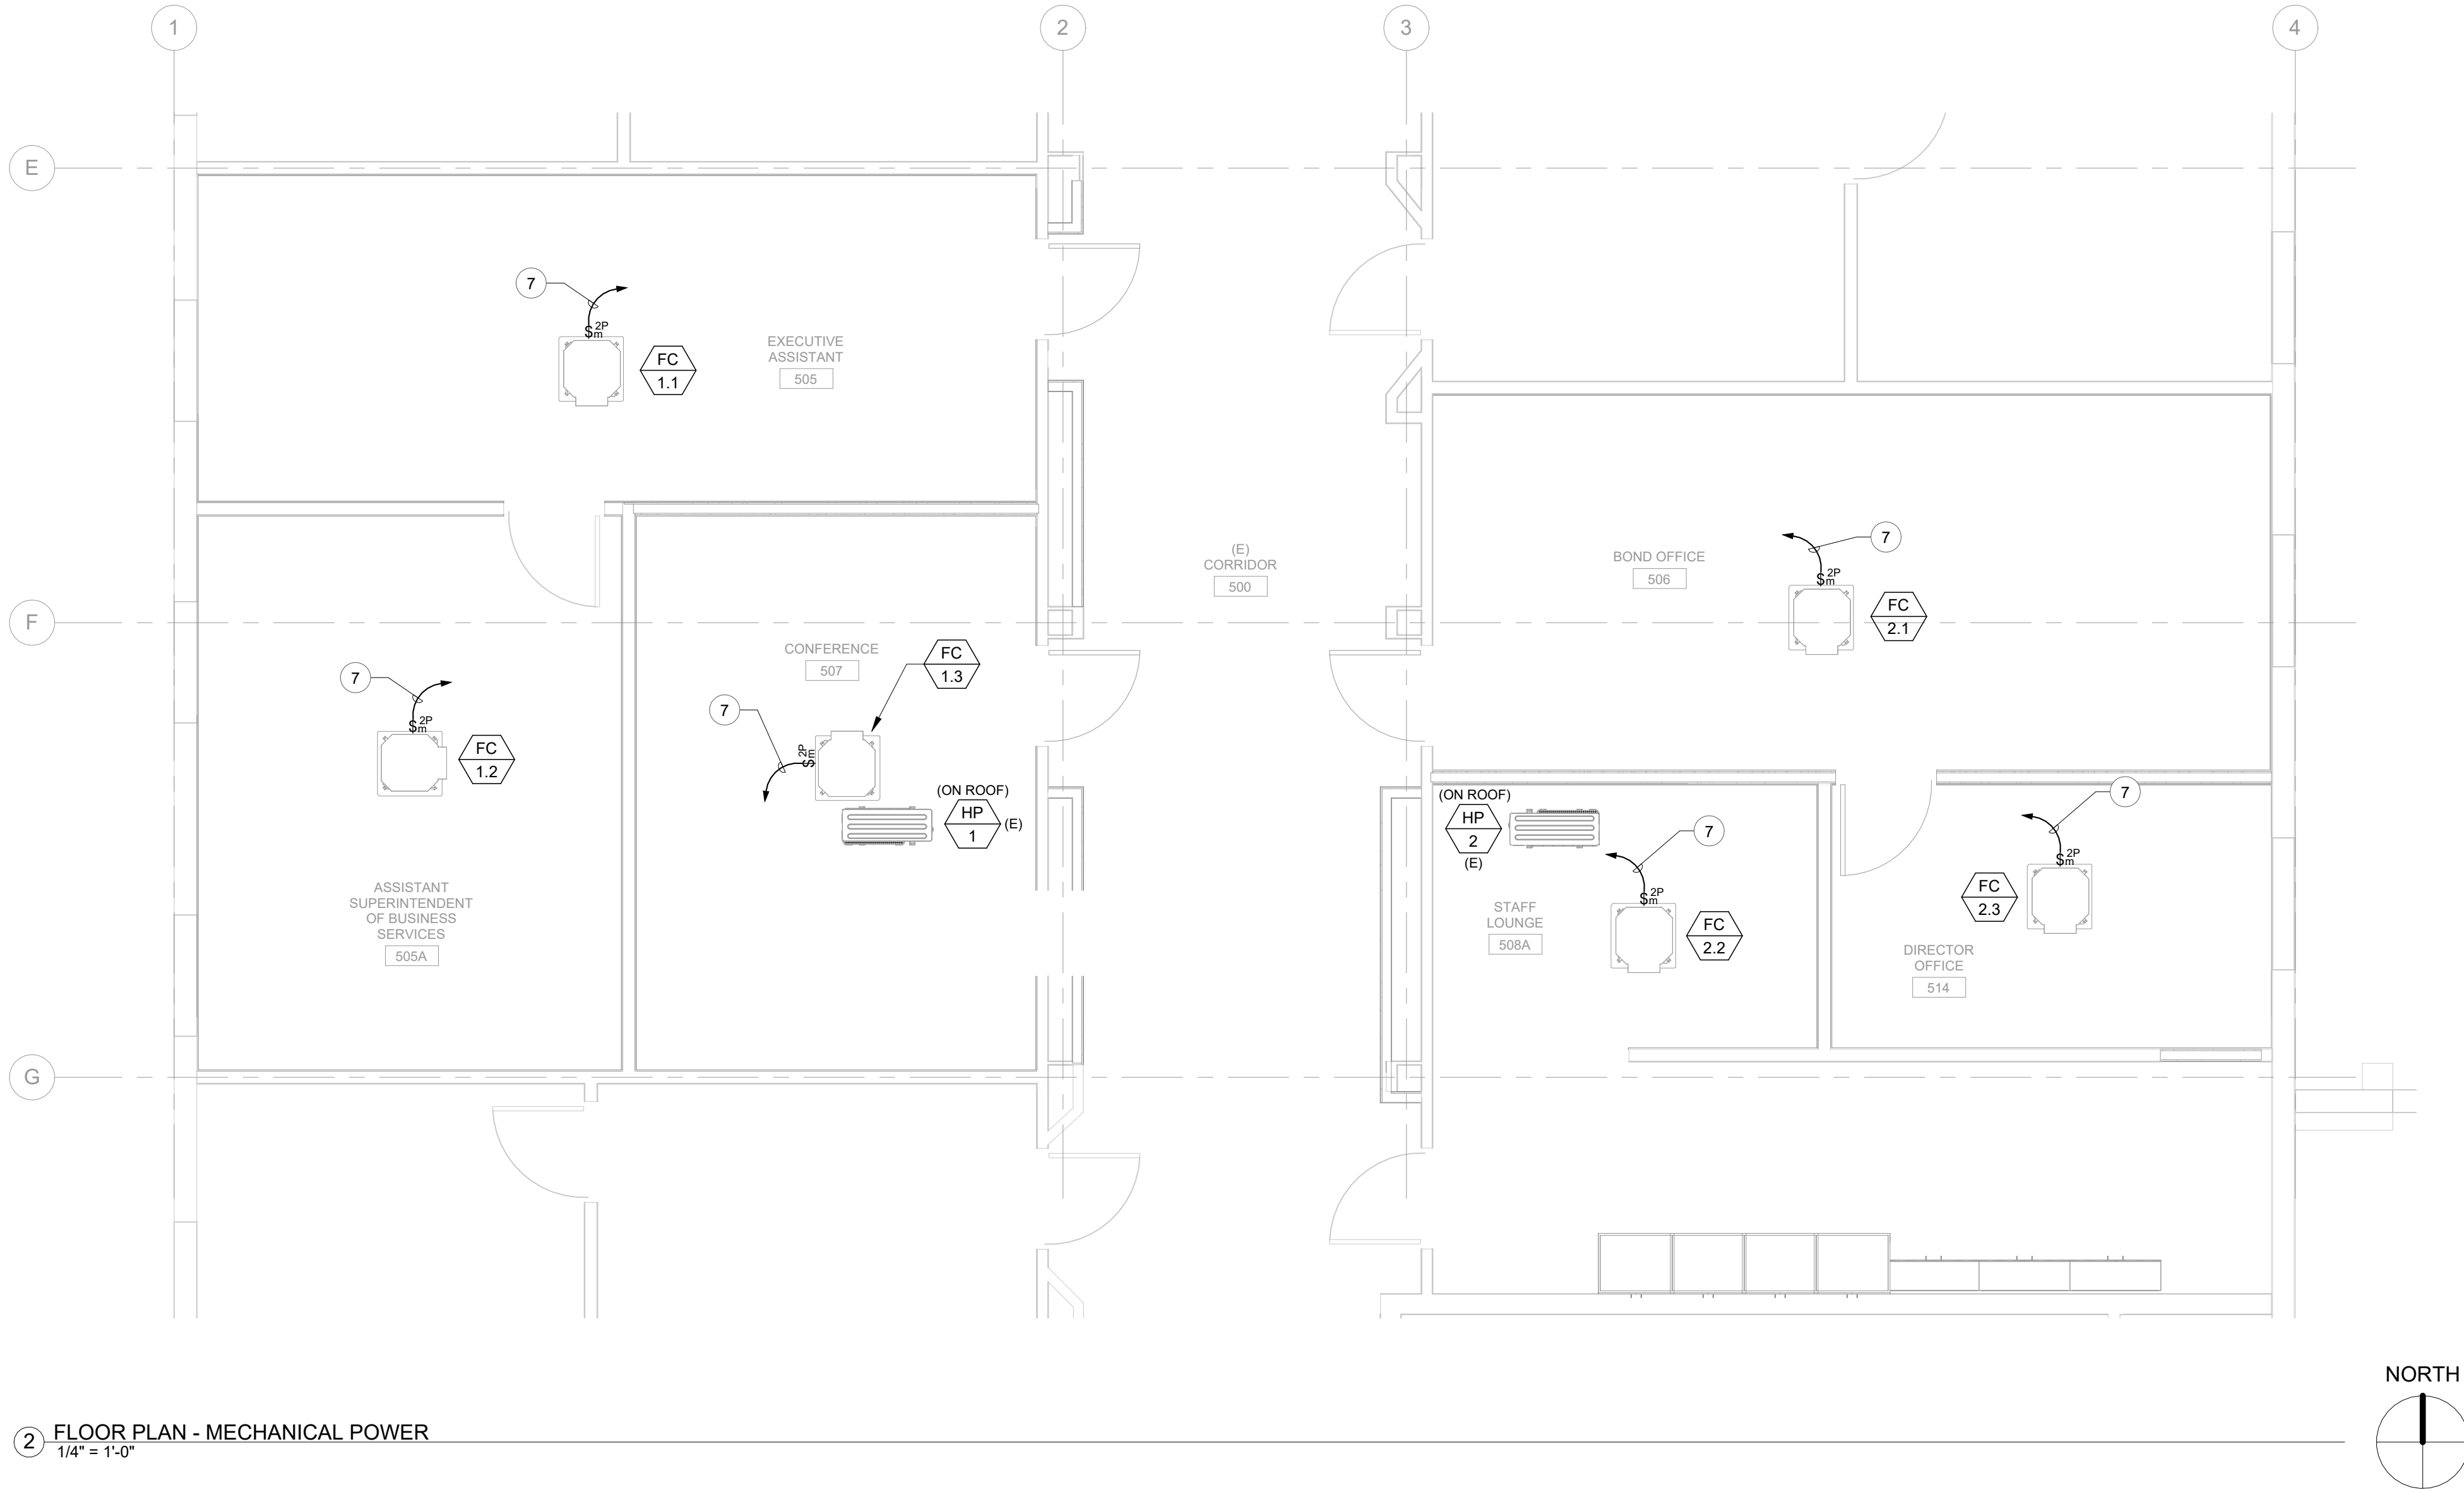 1
2
3
4
E
7
2P
$m
FC
1.1
EXECUTIVE
ASSISTANT
505
(E)
CORRIDOR
500
BOND OFFICE
506
7
2P
$m
FC
2.1
F
CONFERENCE
507
FC
1.3
7
2P
$m
FC
1.2
7
2P
$m
(ON ROOF)
HP
1
(E)
(ON ROOF)
HP
2
(E)
7
2P
$m
FC
2.2
7
2P
$m
FC
2.3
ASSISTANT
SUPERINTENDENT
OF BUSINESS
SERVICES
505A
STAFF
LOUNGE
508A
DIRECTOR
OFFICE
514
G
NORTH
2
FLOOR PLAN - MECHANICAL POWER
1/4" = 1'-0"